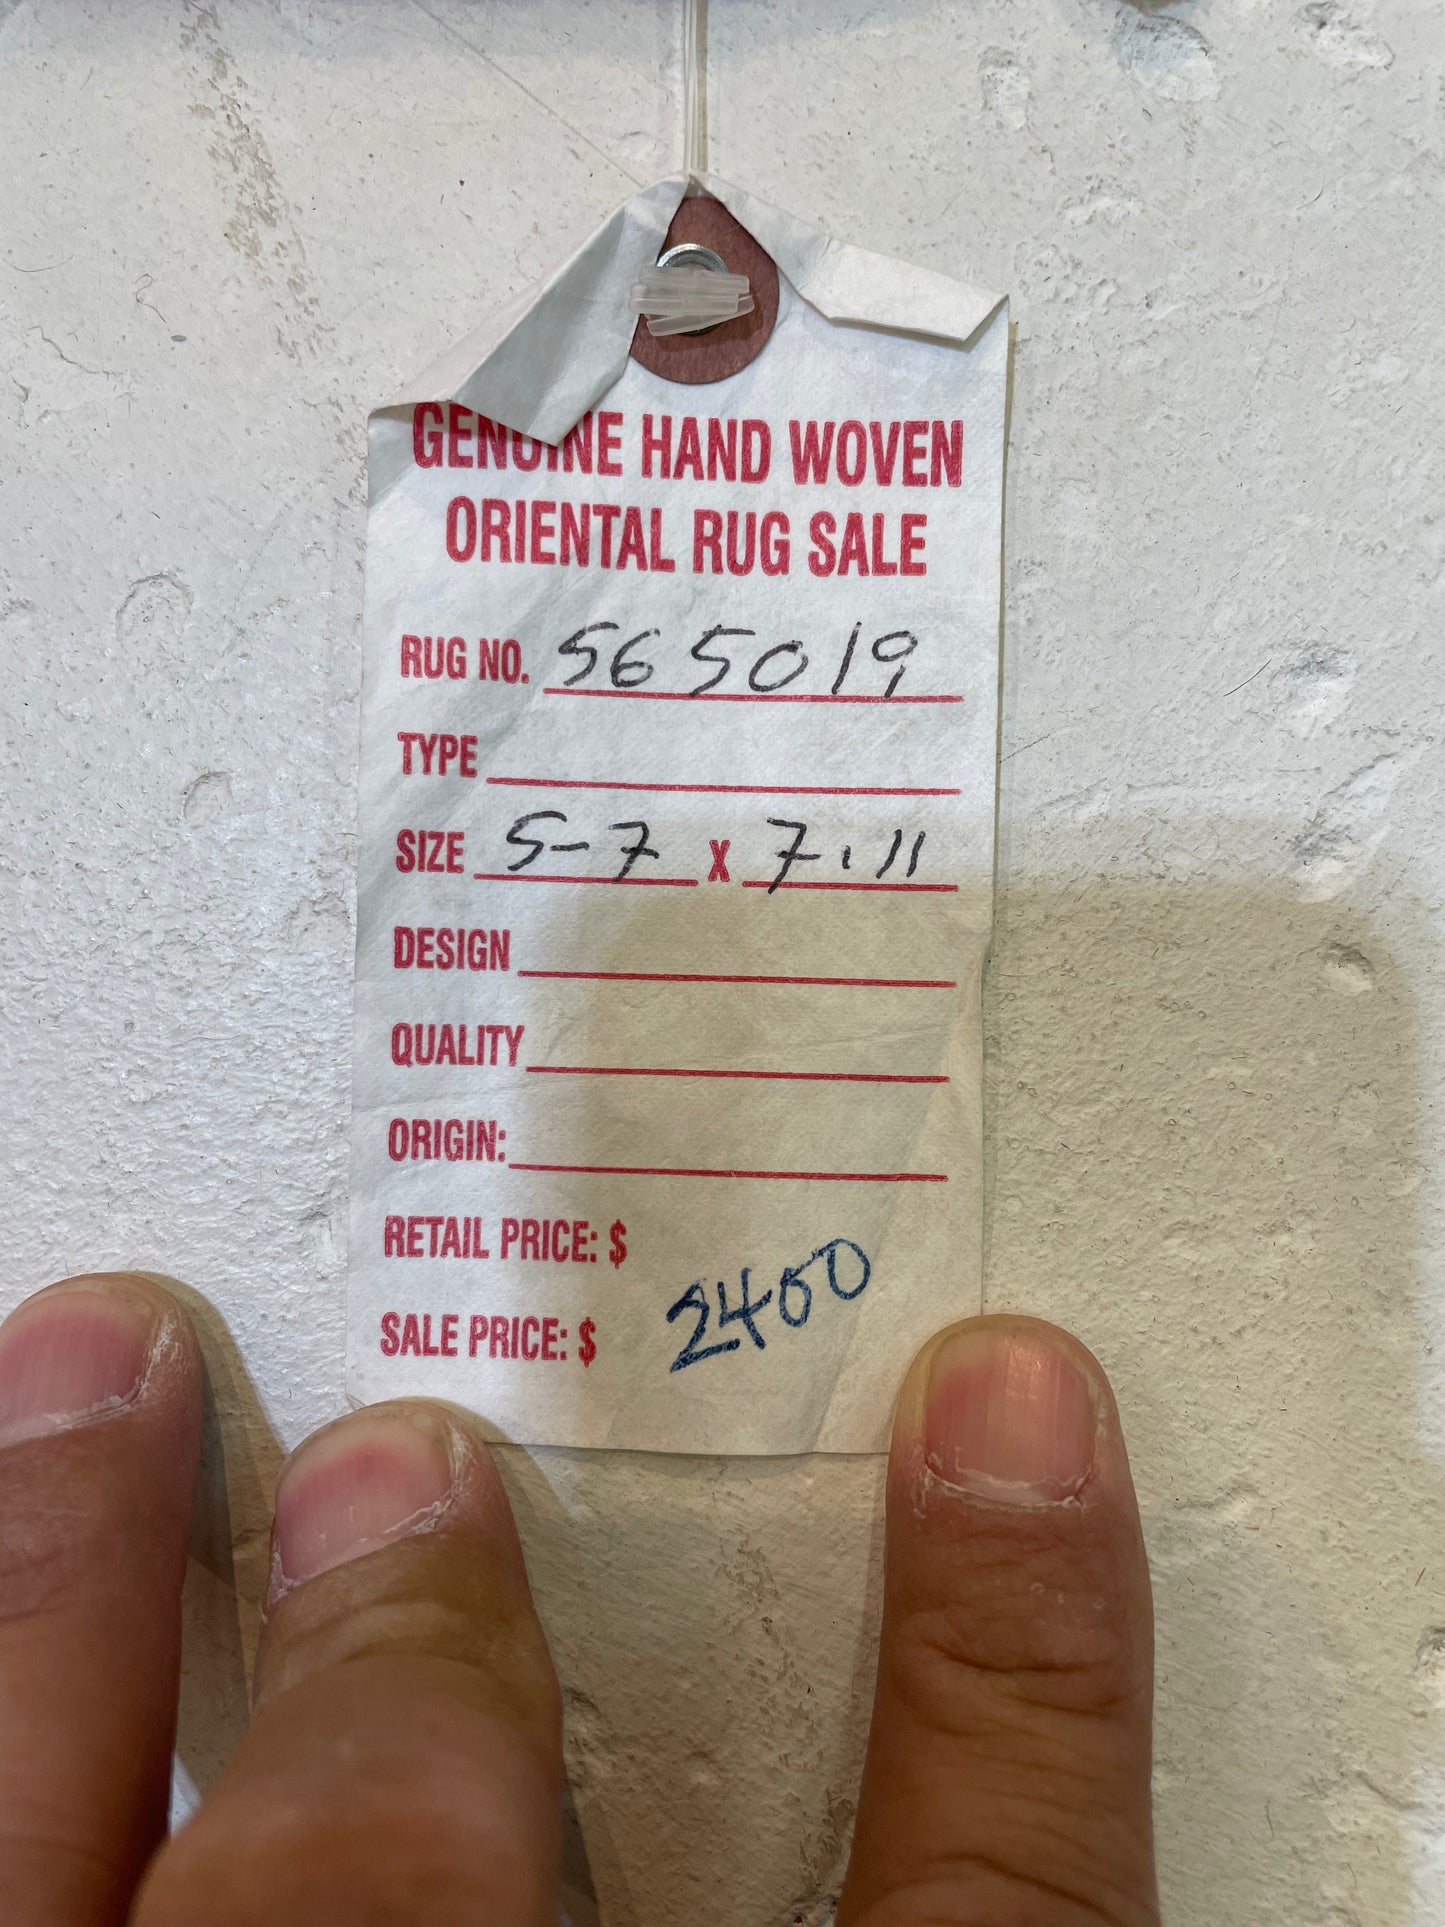 GENUINE HAND WOVEN
ORIENTAL RUG SALE
RUG NO. 565019
TYPE
SIZE 5-7 X 7.11
DESIGN
QUALITY
ORIGIN:
RETAIL PRICE: $
SALE PRICE: $ 2400